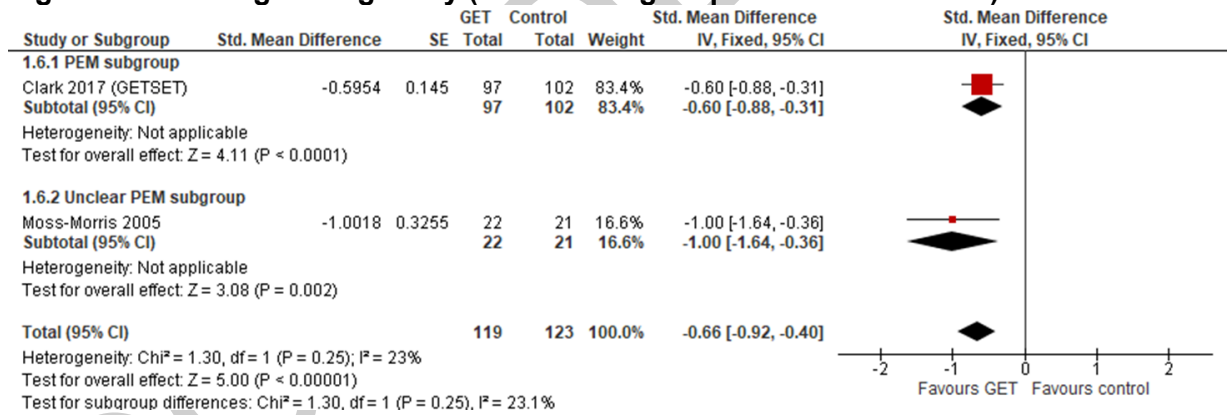 GET Control Std. Mean Difference Std. Mean Difference
Study or Subgroup Std. Mean Difference SE Total Total Weight IV, Fixed, 95% CI IV, Fixed, 95% CI
1.6.1 PEM subgroup
Clark 2017 (GETSET) -0.5954 0.145 97 102 83.4% -0.60 [-0.88, -0.31]
Subtotal (95% CI) 97 102 83.4% -0.60 [-0.88, -0.31]
Heterogeneity: Not applicable
Test for overall effect: Z = 4.11 (P < 0.0001)
1.6.2 Unclear PEM subgroup
Moss-Morris 2005 -1.0018 0.3255 22 21 16.6% -1.00 [-1.64, -0.36]
Subtotal (95% CI) 22 21 16.6% -1.00 [-1.64, -0.36]
Heterogeneity: Not applicable
Test for overall effect: Z = 3.08 (P = 0.002)
Total (95% CI) 119 123 100.0% -0.66 [-0.92, -0.40]
Heterogeneity: Chi² = 1.30, df = 1 (P = 0.25); I² = 23%
Test for overall effect: Z = 5.00 (P < 0.00001)
Test for subgroup differences: Chi² = 1.30, df = 1 (P = 0.25), I² = 23.1%
-2 -1 0 1 2
Favours GET Favours control